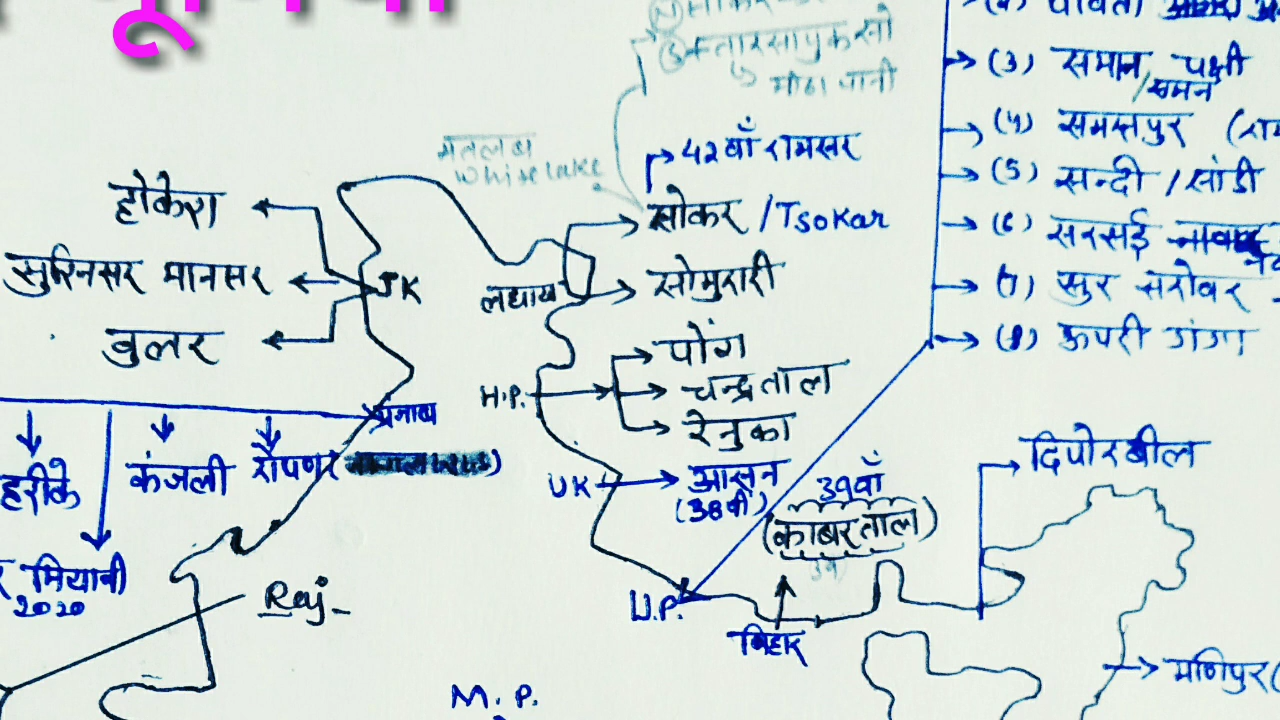 (3) समान पक्षी
/समन
मीठा पानी
(4) समसपुर
42वाँ रामसर
मतलब
White lake
(5) सन्दी / सांडी
होकेरा
सोकर / Tsokar
(6) सरसई नावर
सुरिनसर मानसर
JK
लद्दाख
सोमुरारी
(7) सुर सरोवर
वुलर
पोंग
(8) ऊपरी गंगा
H.P.
चन्द्रताल
रेनुका
पंजाब
हरीके
कंजली
रोपणर
UK
आसन
(38वाँ)
39वाँ
(काबरताल)
दिपोरबील
मियानी
2020
Raj-
U.P.
बिहार
मणिपुर(
M.P.